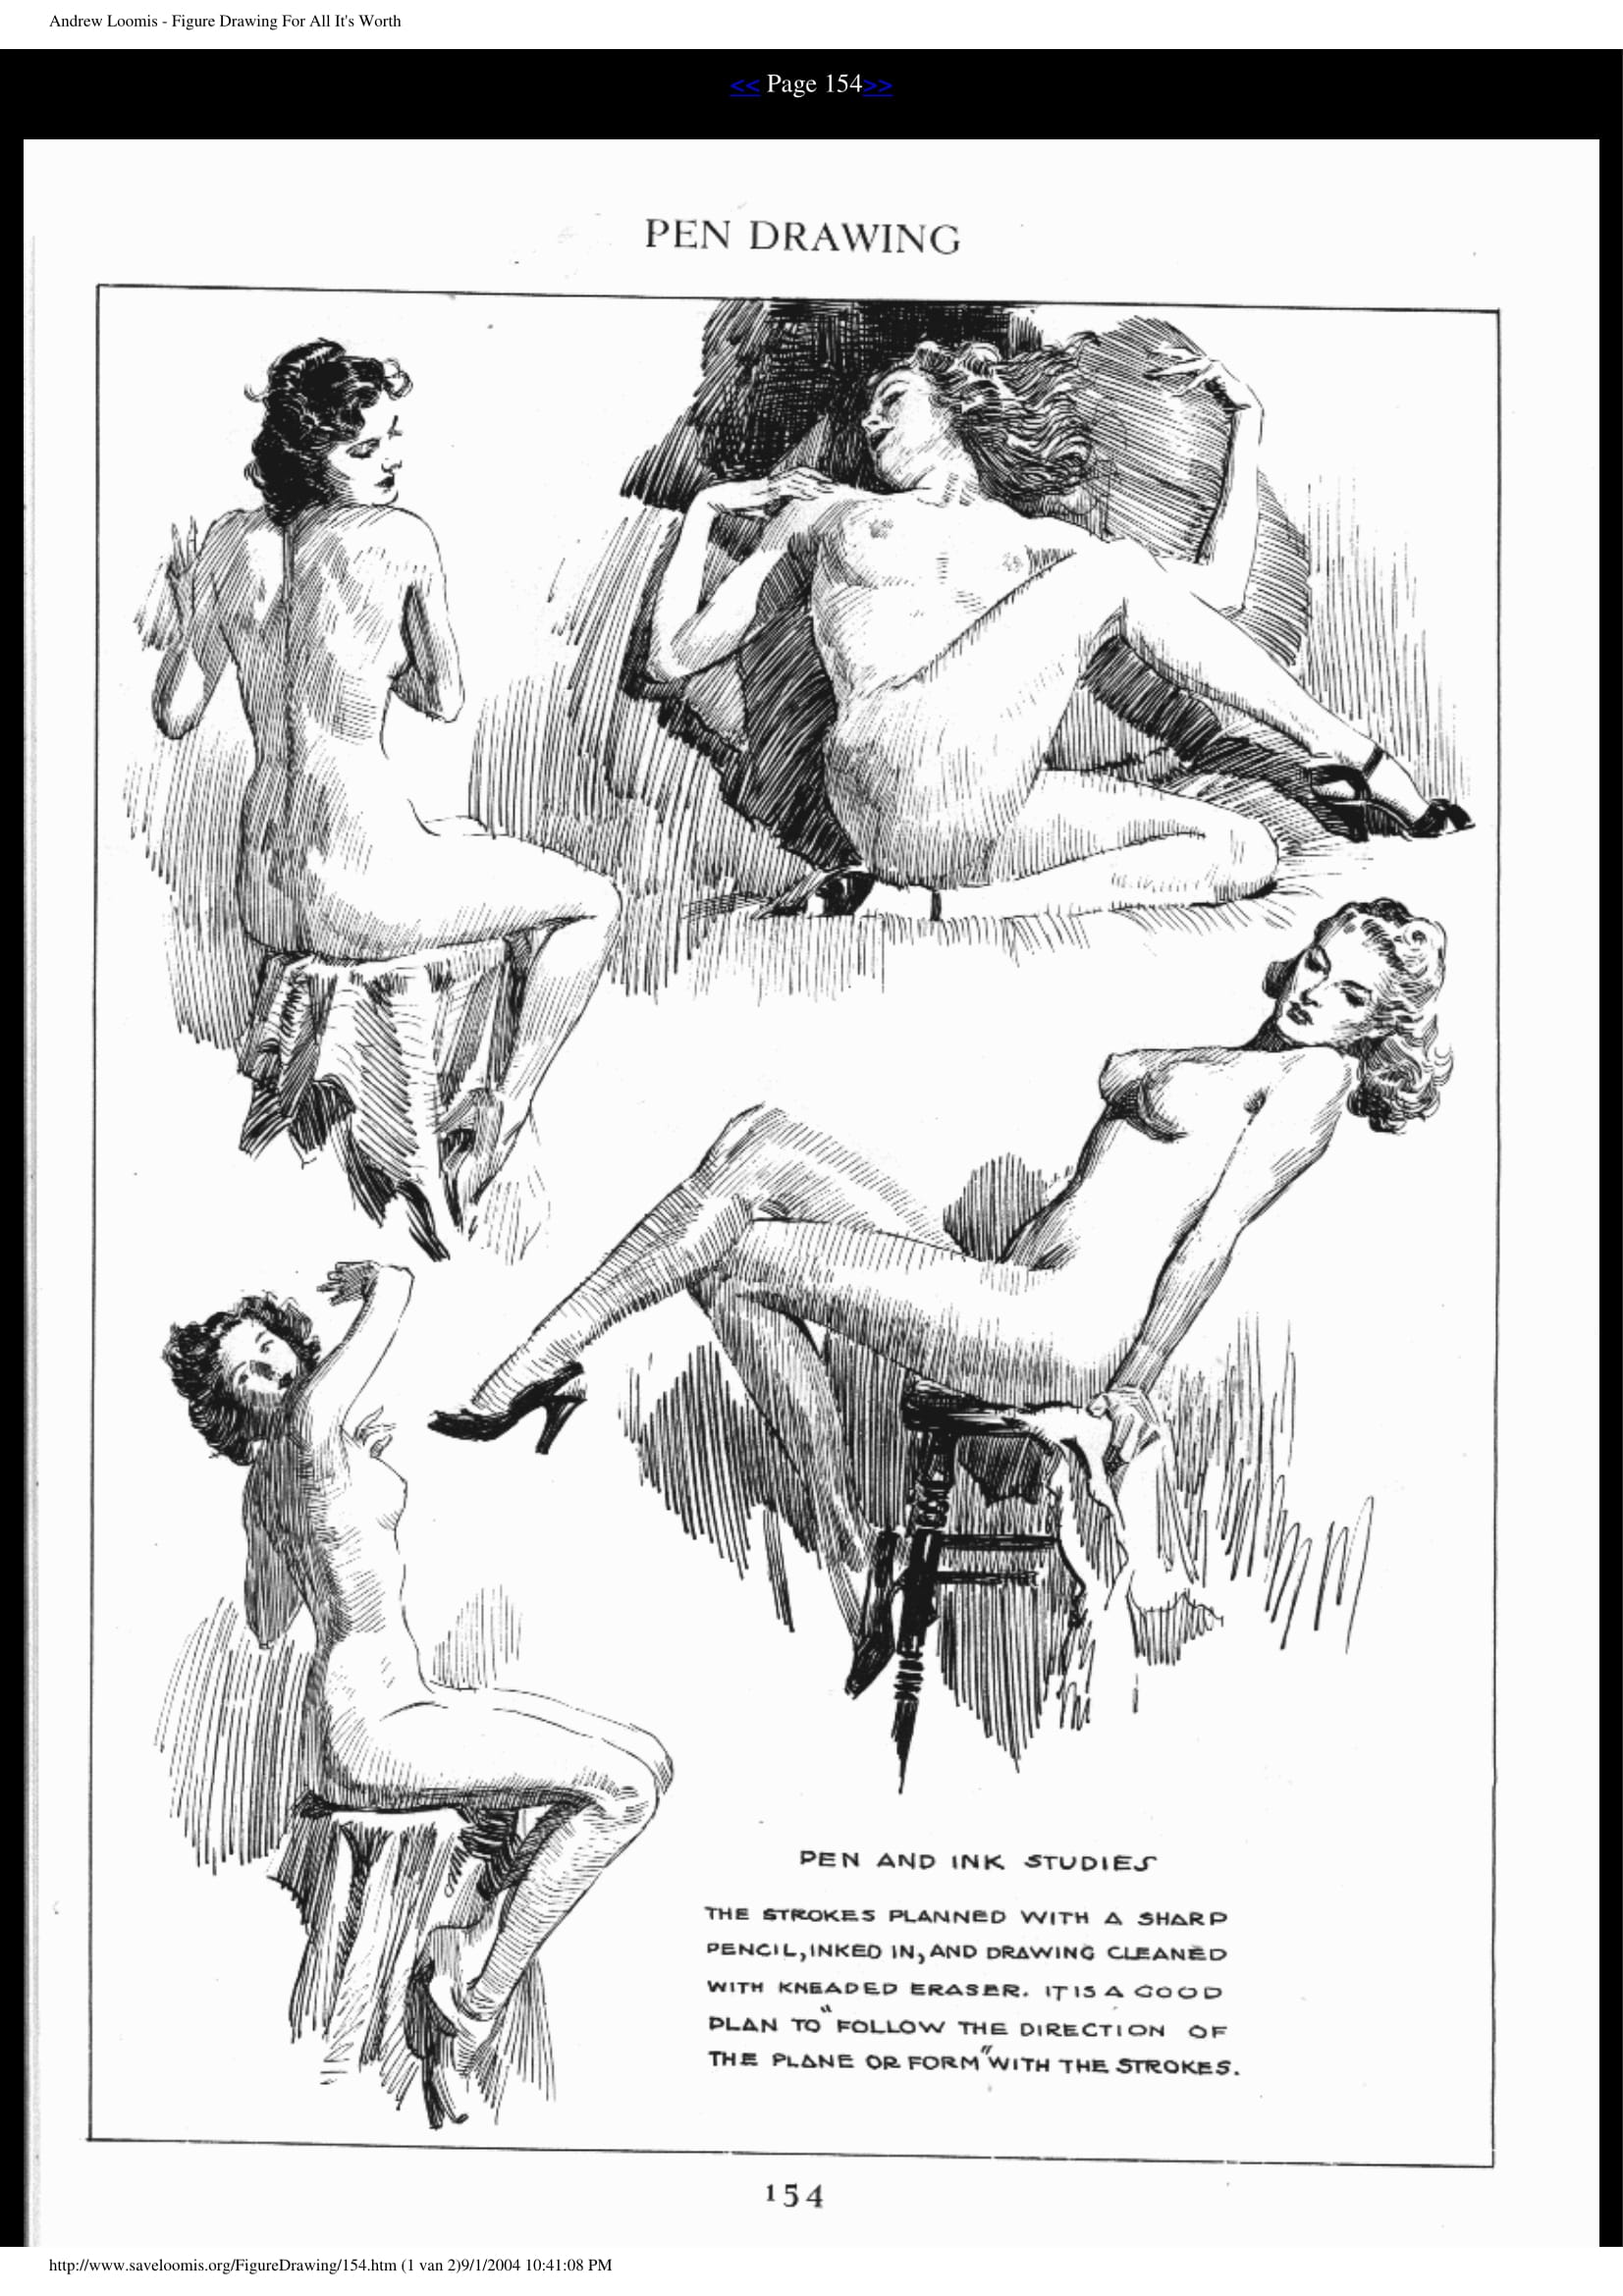 Andrew Loomis - Figure Drawing For All It's Worth
<< Page 154>>
PEN DRAWING
PEN AND INK STUDIES
THE STROKES PLANNED WITH A SHARP
PENCIL, INKED IN, AND DRAWING CLEANED
WITH KNEADED ERASER. IT IS A GOOD
PLAN TO "FOLLOW THE DIRECTION OF
THE PLANE OR FORM" WITH THE STROKES.
154
http://www.saveloomis.org/FigureDrawing/154.htm (1 van 2)9/1/2004 10:41:08 PM